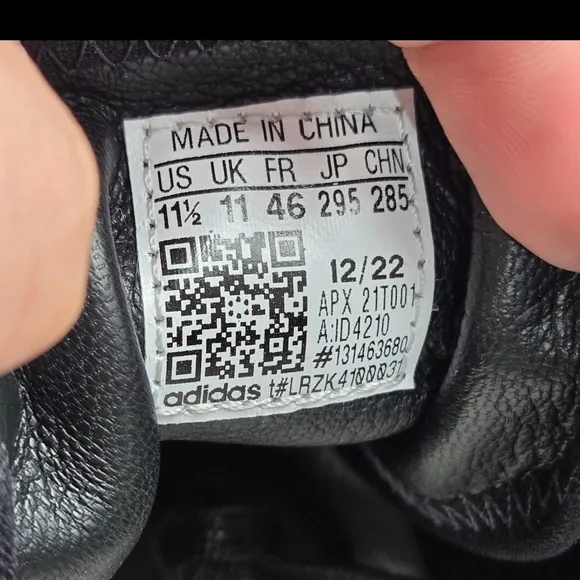 MADE IN CHINA
US UK FR JP CHN
11½ 11 46 295 285
12/22
APX 21T001
A:ID4210
#131463680
adidas t#LRZK4100031